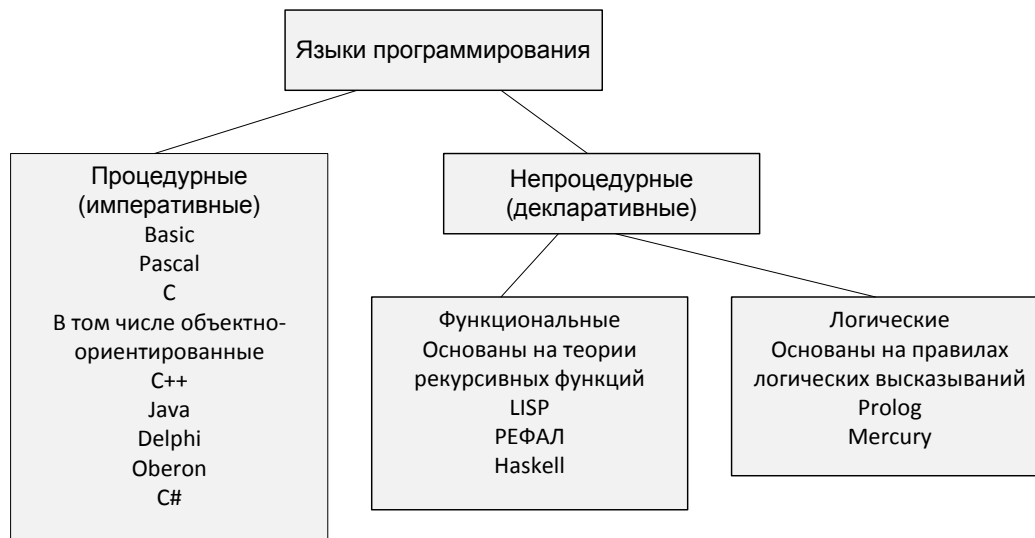 Языки программирования
Процедурные
(императивные)
Basic
Pascal
C
В том числе объектно-
ориентированные
C++
Java
Delphi
Oberon
C#
Непроцедурные
(декларативные)
Функциональные
Основаны на теории
рекурсивных функций
LISP
РЕФАЛ
Haskell
Логические
Основаны на правилах
логических высказываний
Prolog
Mercury